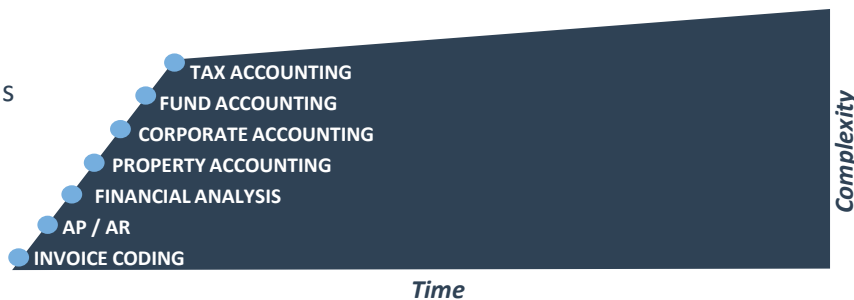 TAX ACCOUNTING
s
FUND ACCOUNTING
CORPORATE ACCOUNTING
PROPERTY ACCOUNTING
FINANCIAL ANALYSIS
AP / AR
INVOICE CODING
Complexity
Time